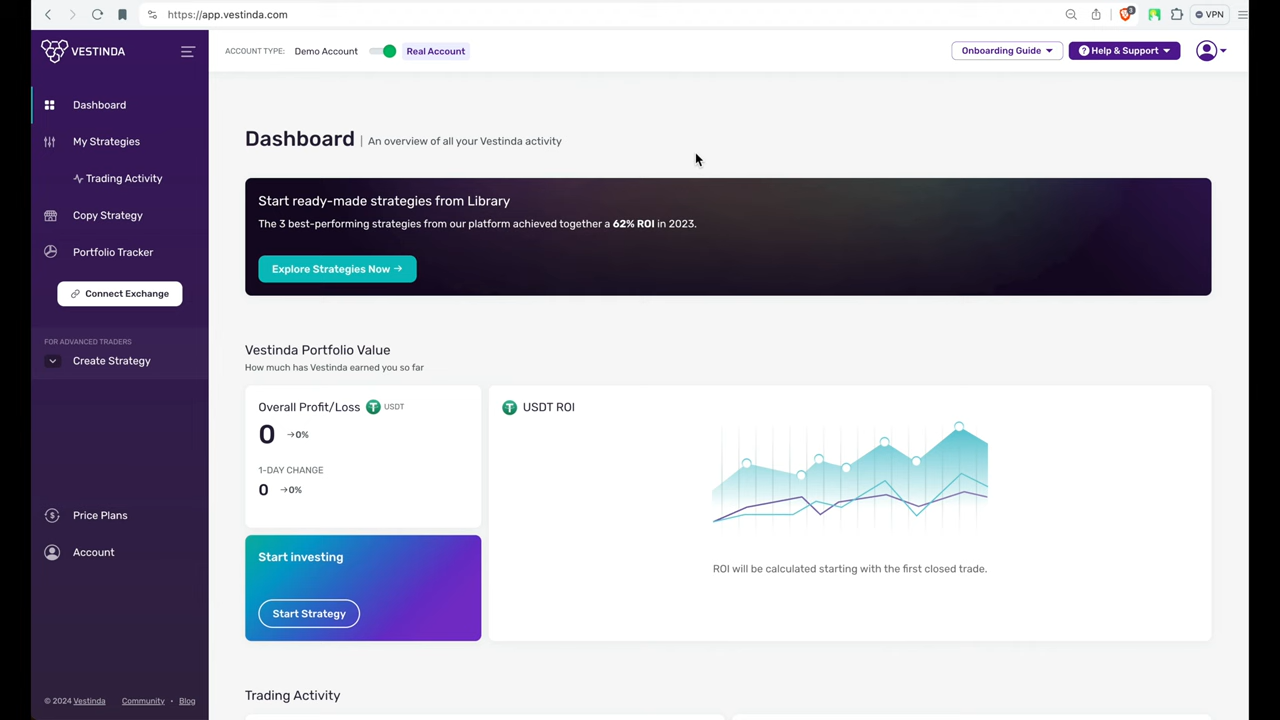 https://app.vestinda.com
5
VPN
VESTINDA
ACCOUNT TYPE: Demo Account Real Account
Onboarding Guide
? Help & Support
Dashboard
My Strategies
Trading Activity
Copy Strategy
Portfolio Tracker
Connect Exchange
FOR ADVANCED TRADERS
Create Strategy
Price Plans
Account
© 2024 Vestinda Community • Blog
Dashboard | An overview of all your Vestinda activity
Start ready-made strategies from Library
The 3 best-performing strategies from our platform achieved together a 62% ROI in 2023.
Explore Strategies Now →
Vestinda Portfolio Value
How much has Vestinda earned you so far
Overall Profit/Loss USDT
0 →0%
1-DAY CHANGE
0 →0%
Start investing
Start Strategy
USDT ROI
ROI will be calculated starting with the first closed trade.
Trading Activity